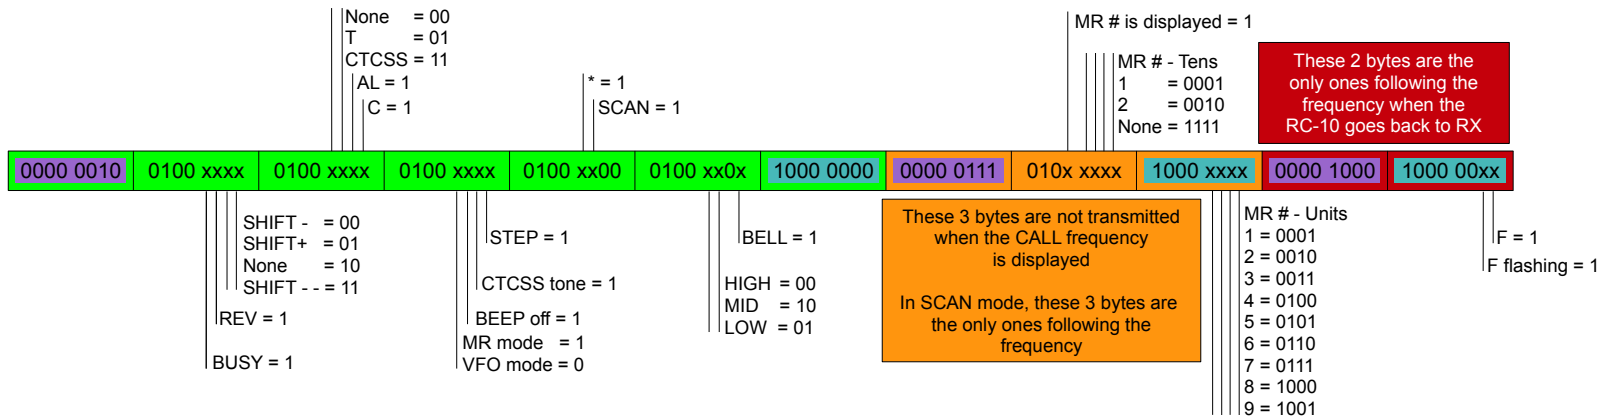 None = 00
T = 01
CTCSS = 11
AL = 1
C = 1
* = 1
SCAN = 1
MR # is displayed = 1
MR # - Tens
1 = 0001
2 = 0010
None = 1111
These 2 bytes are the
only ones following the
frequency when the
RC-10 goes back to RX
0000 0010 0100 xxxx 0100 xxxx 0100 xxxx 0100 xx00 0100 xx0x 1000 0000 0000 0111 010x xxxx 1000 xxxx 0000 1000 1000 00xx
SHIFT - = 00
SHIFT+ = 01
None = 10
SHIFT - - = 11
REV = 1
BUSY = 1
STEP = 1
CTCSS tone = 1
BEEP off = 1
MR mode = 1
VFO mode = 0
BELL = 1
HIGH = 00
MID = 10
LOW = 01
These 3 bytes are not transmitted
when the CALL frequency
is displayed
In SCAN mode, these 3 bytes are
the only ones following the
frequency
MR # - Units
1 = 0001
2 = 0010
3 = 0011
4 = 0100
5 = 0101
6 = 0110
7 = 0111
8 = 1000
9 = 1001
F = 1
F flashing = 1